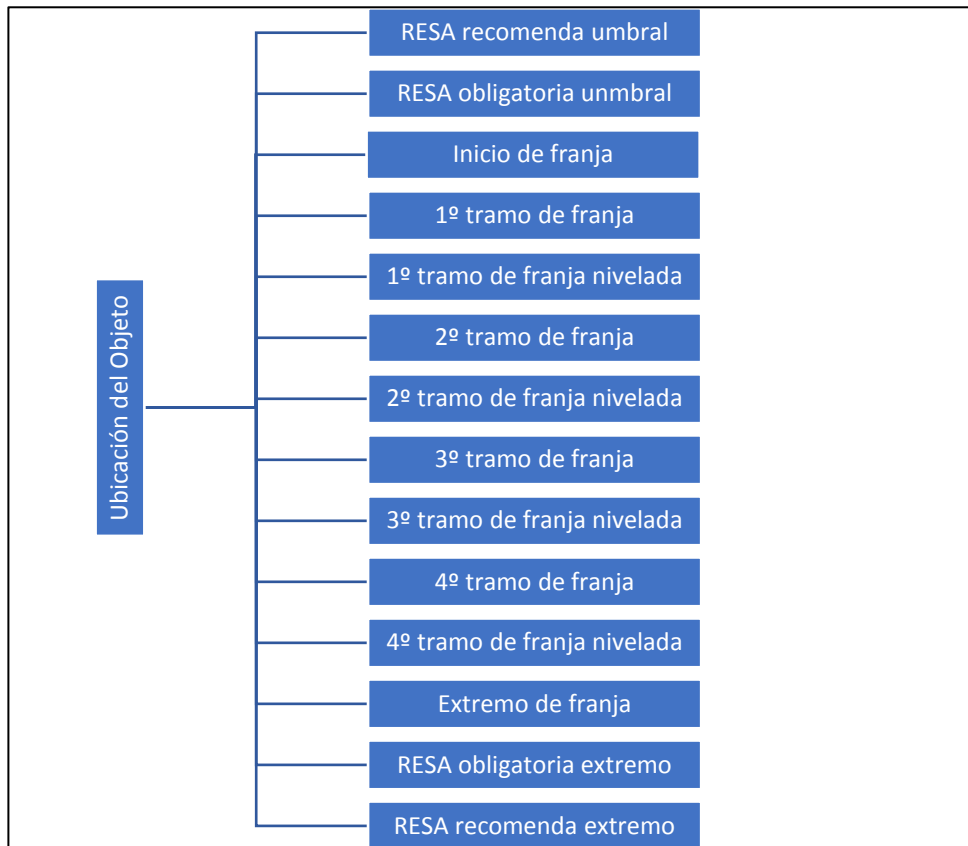 RESA recomenda umbral
RESA obligatoria unmbral
Inicio de franja
1º tramo de franja
1º tramo de franja nivelada
Ubicación del Objeto
2º tramo de franja
2º tramo de franja nivelada
3º tramo de franja
3º tramo de franja nivelada
4º tramo de franja
4º tramo de franja nivelada
Extremo de franja
RESA obligatoria extremo
RESA recomenda extremo